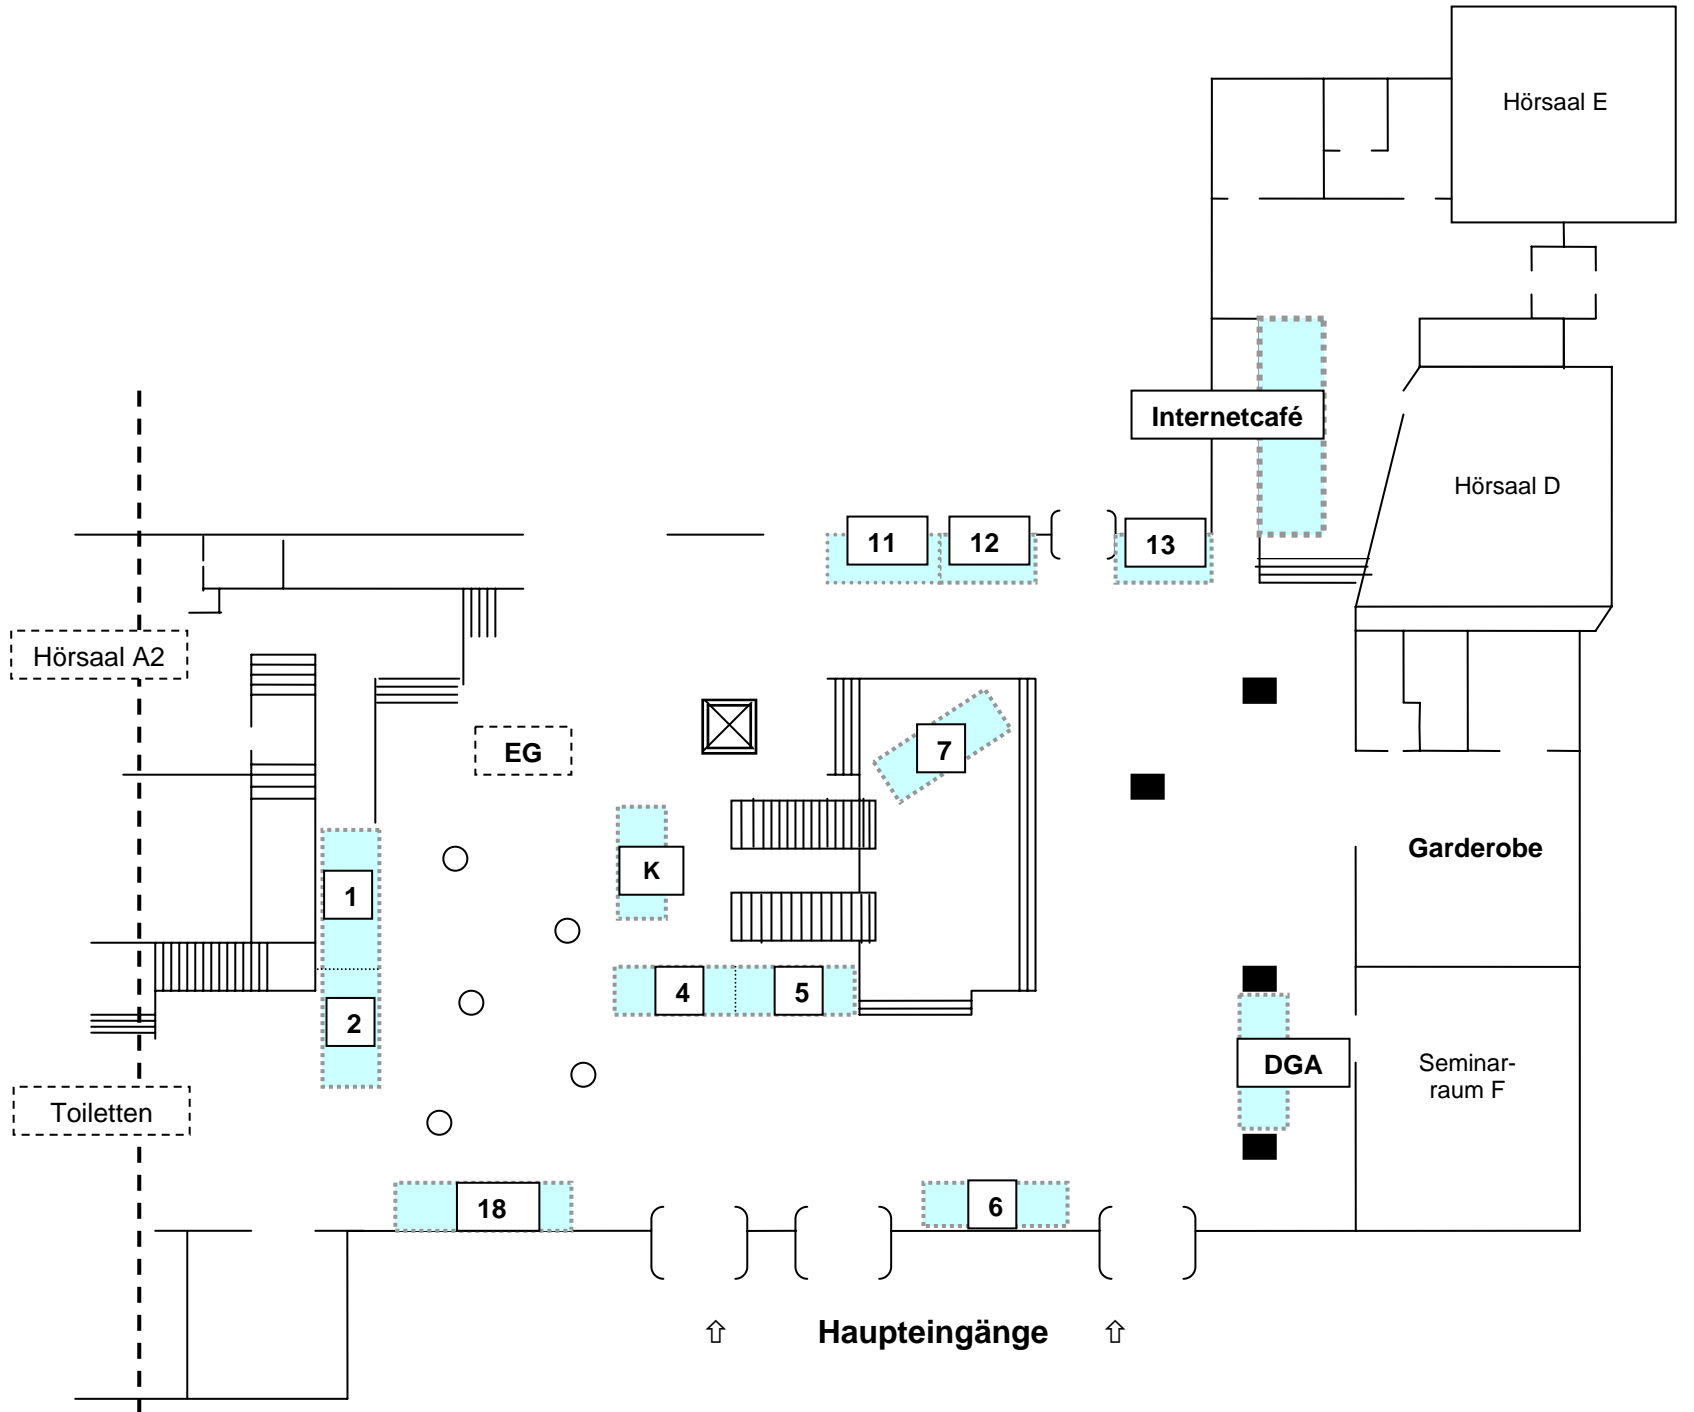 Hörsaal E
Internetcafé
Hörsaal D
11
12
13
Hörsaal A2
EG
7
Garderobe
K
1
4
5
2
DGA
Seminar-
raum F
Toiletten
18
6
⇧ Haupteingänge ⇧